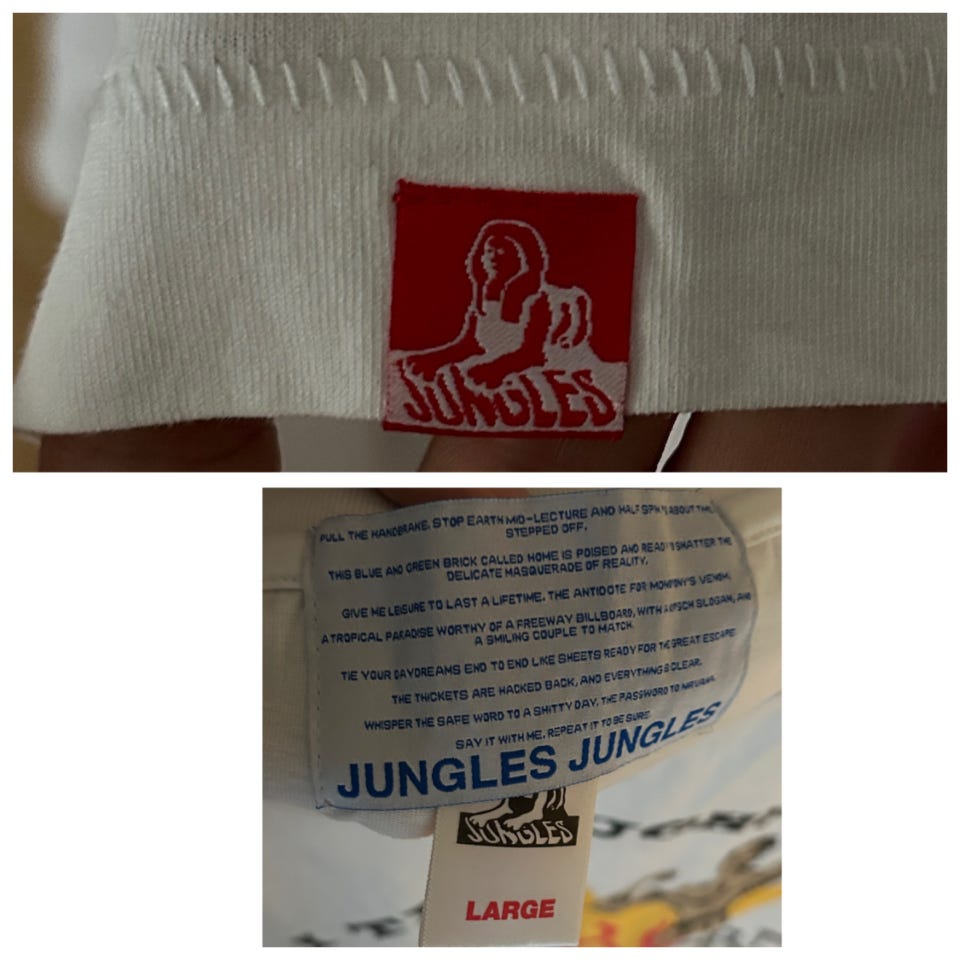 JUNGLES
PULL THE HANDBRAKE, STOP EARTH MID-LECTURE AND HALF SPIN
ABOUT TIME
STEPPED OFF.
THIS BLUE AND GREEN BRICK CALLED HOME IS POISED AND READY
SHATTER THE
DELICATE MASQUERADE OF REALITY.
GIVE ME LEISURE TO LAST A LIFETIME, THE ANTIDOTE FOR
VENOM,
A TROPICAL PARADISE WORTHY OF A FREEWAY BILLBOARD, WITH A
SLOGAN, AND
A SMILING COUPLE TO MATCH.
TIE YOUR DAYDREAMS END TO END LIKE SHEETS READY FOR THE GREAT ESCAPE
THE THICKETS ARE HACKED BACK, AND EVERYTHING
CLEAR.
WHISPER THE SAFE WORD TO A SHITTY DAY, THE PASSWORD TO NIRVANA.
SAY IT WITH ME, REPEAT IT TO BE SURE
JUNGLES JUNGLES
JUNGLES
LARGE